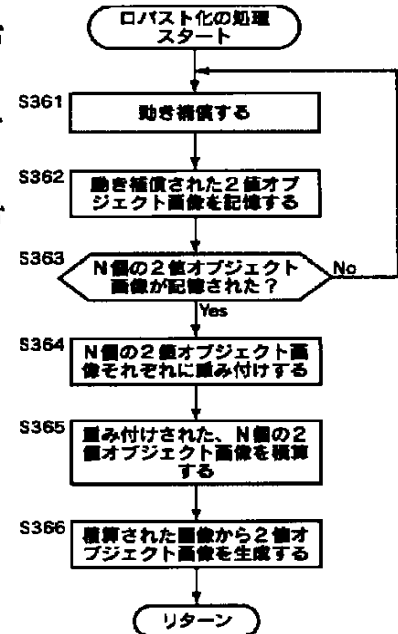 ロバスト化の処理
スタート
S361
動き補償する
S362
動き補償された2値オブ
ジェクト画像を記憶する
S363
N個の2値オブジェクト
画像が記憶された?
No
Yes
S364
N個の2値オブジェクト画
像それぞれに重み付けする
S365
重み付けされた、N個の2
値オブジェクト画像を積算
する
S366
積算された画像から2値オ
ブジェクト画像を生成する
リターン